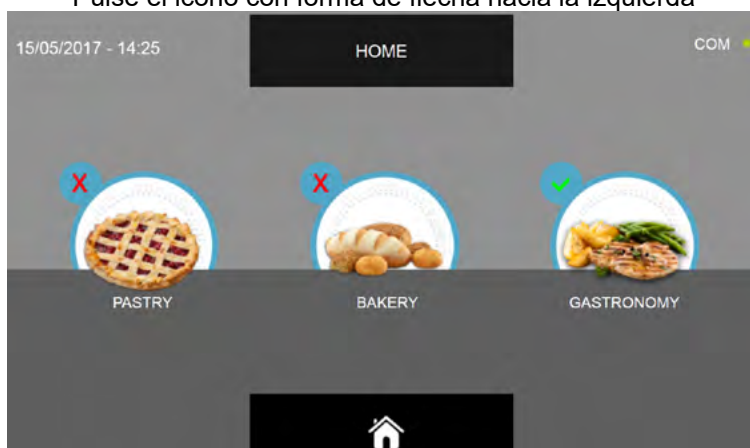 Pulse el icono con forma de flecha hacia la izquierda
15/05/2017 - 14:25
HOME
COM
PASTRY
BAKERY
GASTRONOMY